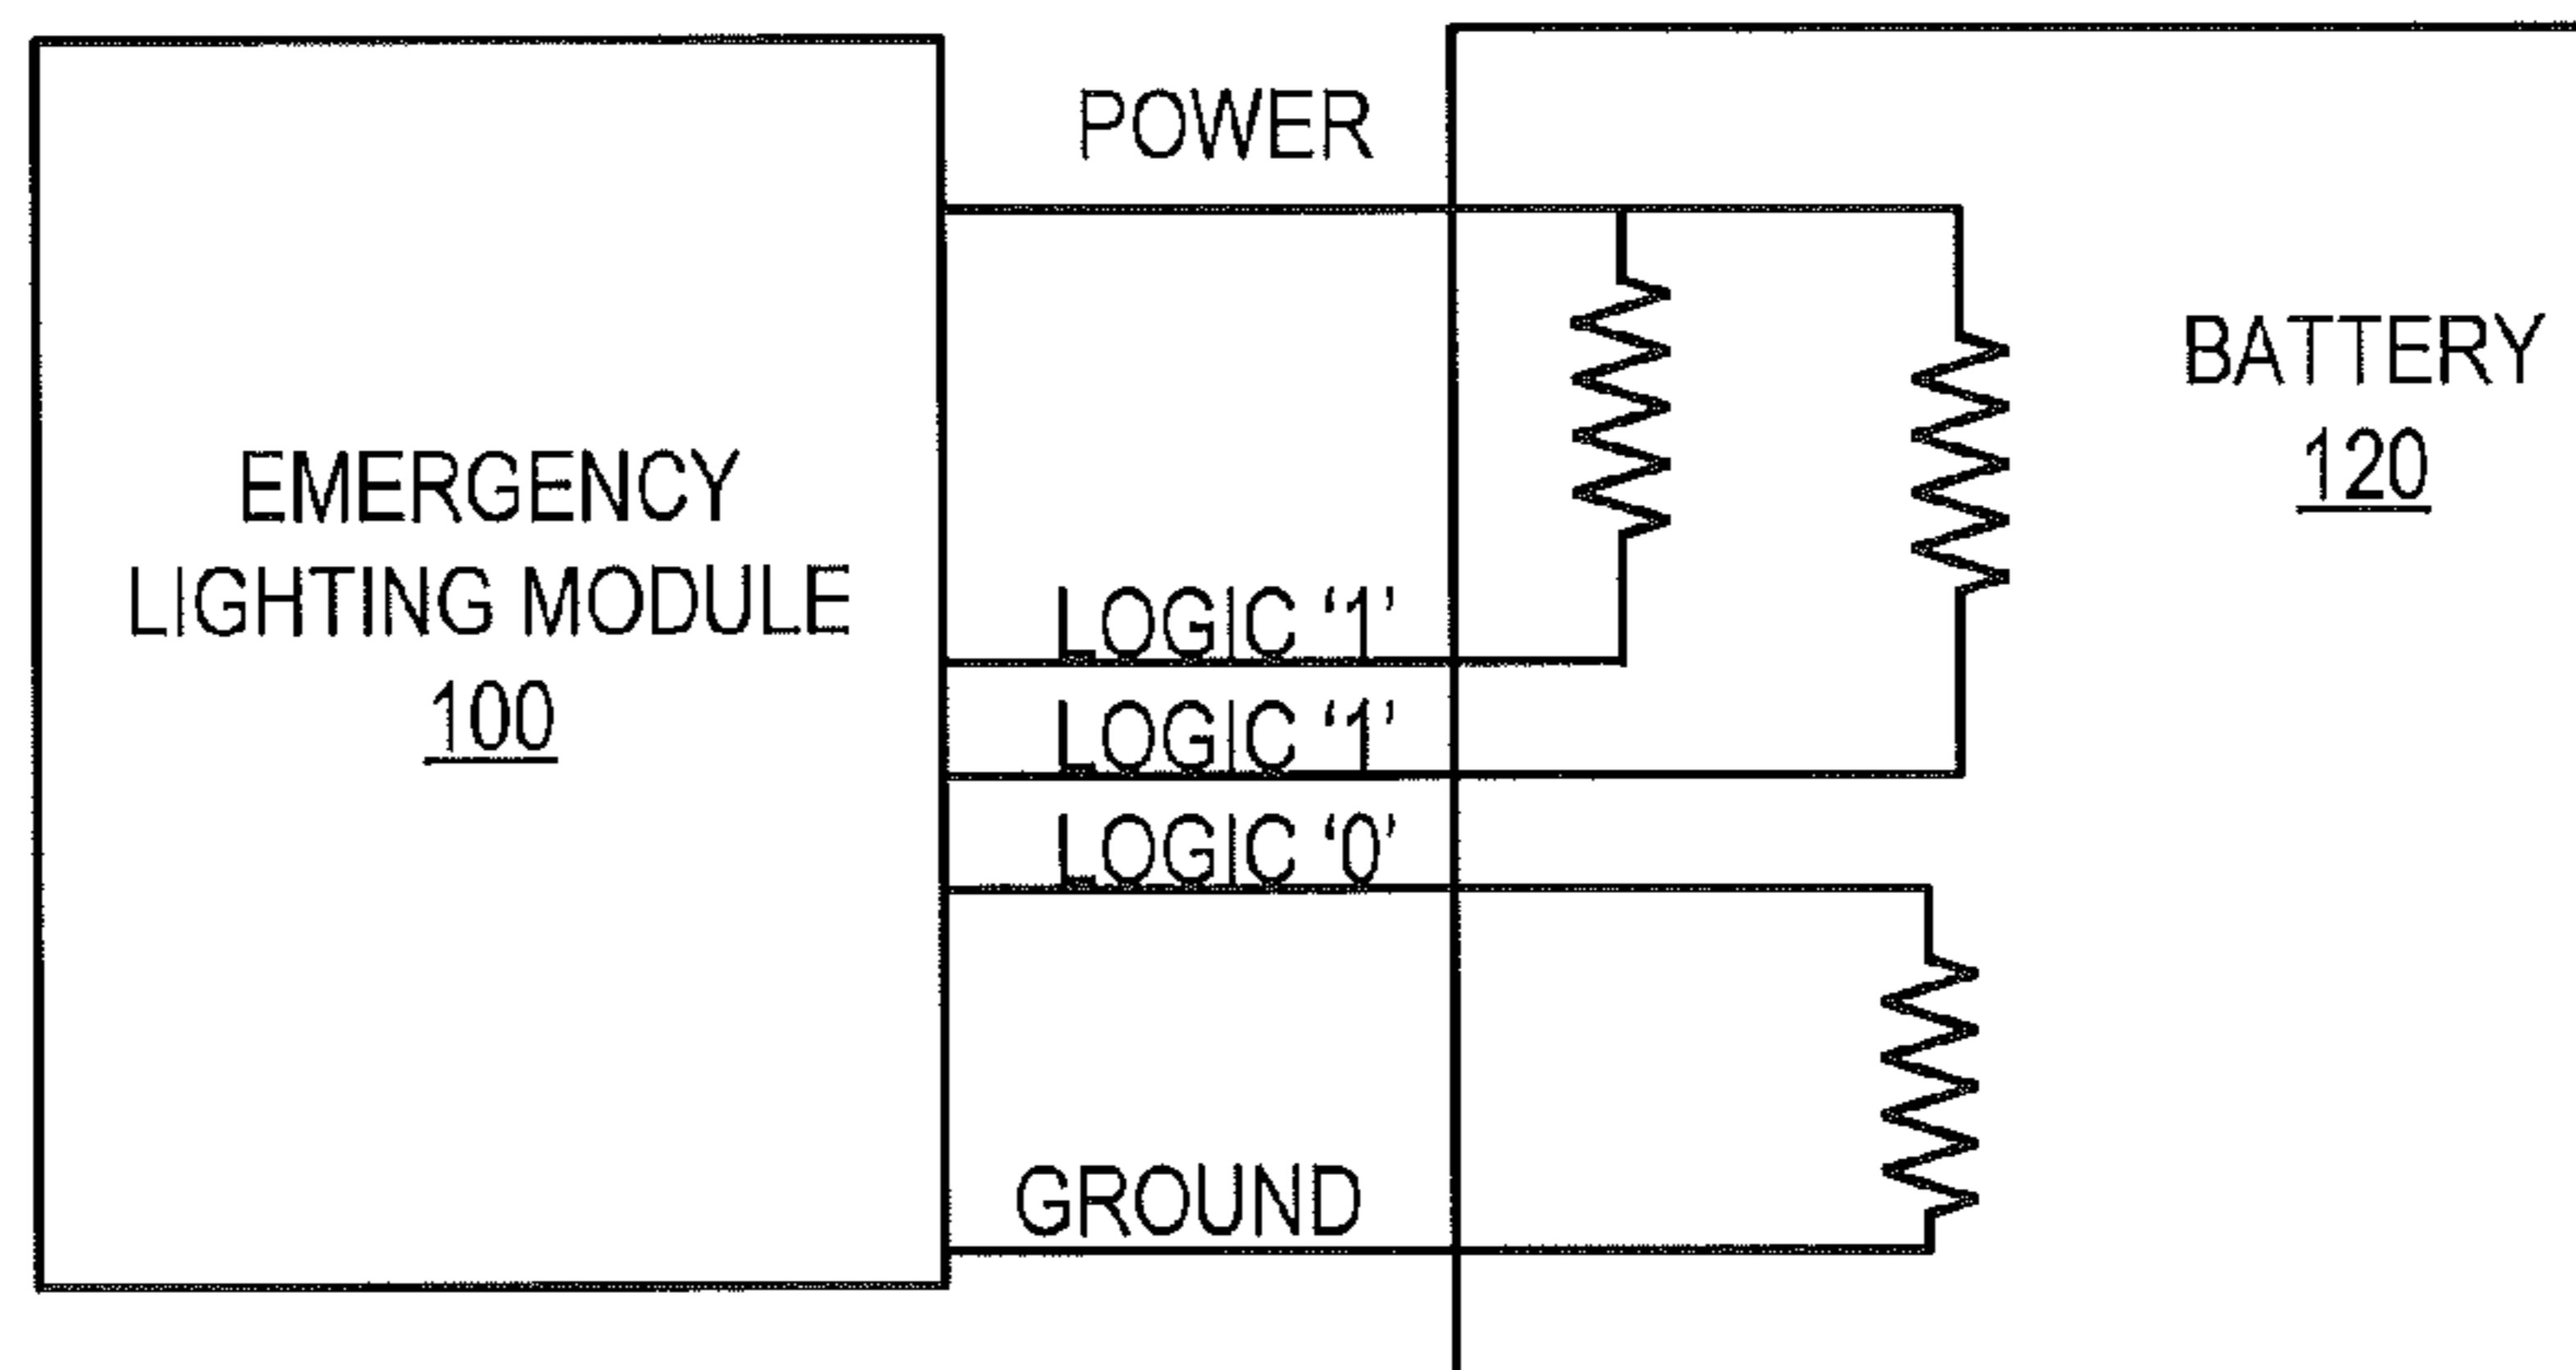 POWER
BATTERY
120
EMERGENCY
LIGHTING MODULE
100
LOGIC ‘1’
LOGIC ‘1’
LOGIC ‘0’
GROUND